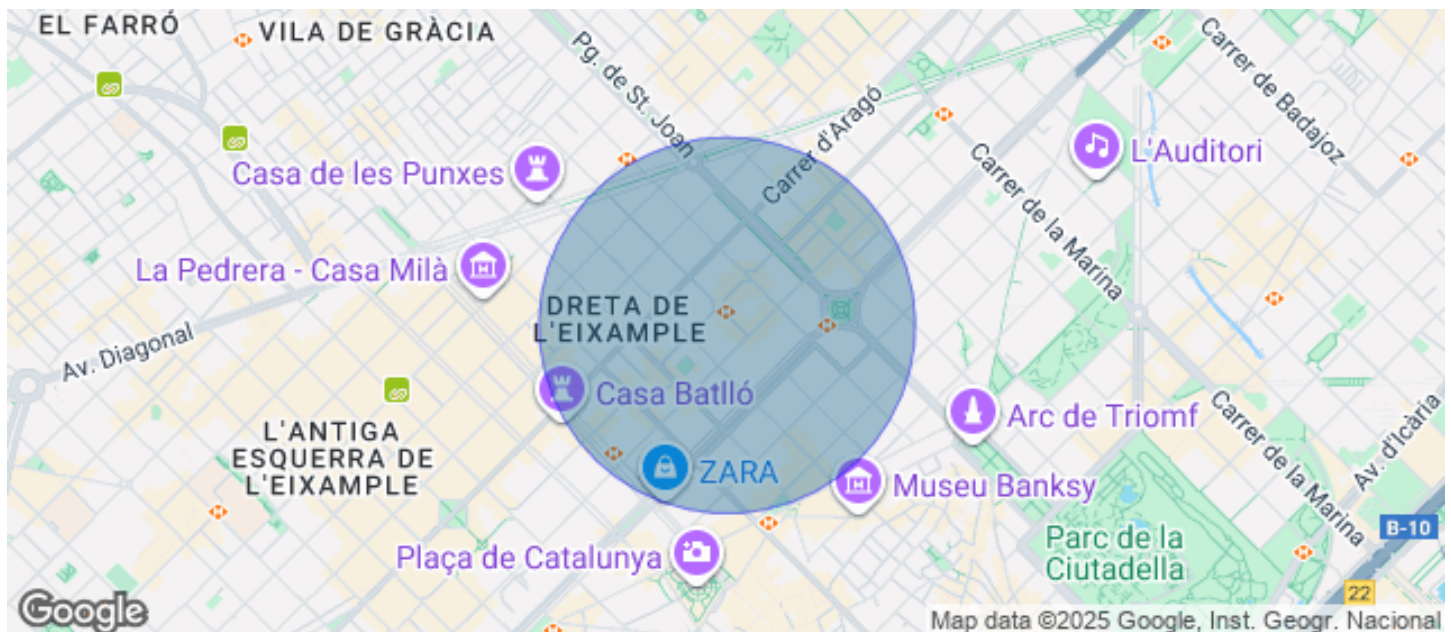 EL FARRÓ
VILA DE GRÀCIA
Pg. de St. Joan
Carrer d'Aragó
Carrer de Badajoz
Casa de les Punxes
L'Auditori
Carrer de la Marina
La Pedrera - Casa Milà
DRETA DE
L'EIXAMPLE
Av. Diagonal
Casa Batlló
Arc de Triomf
L'ANTIGA
ESQUERRA DE
L'EIXAMPLE
ZARA
Museu Banksy
Carrer de la Marina
Av. d'Icària
B-10
Plaça de Catalunya
Parc de la
Ciutadella
22
Google
Map data ©2025 Google, Inst. Geogr. Nacional